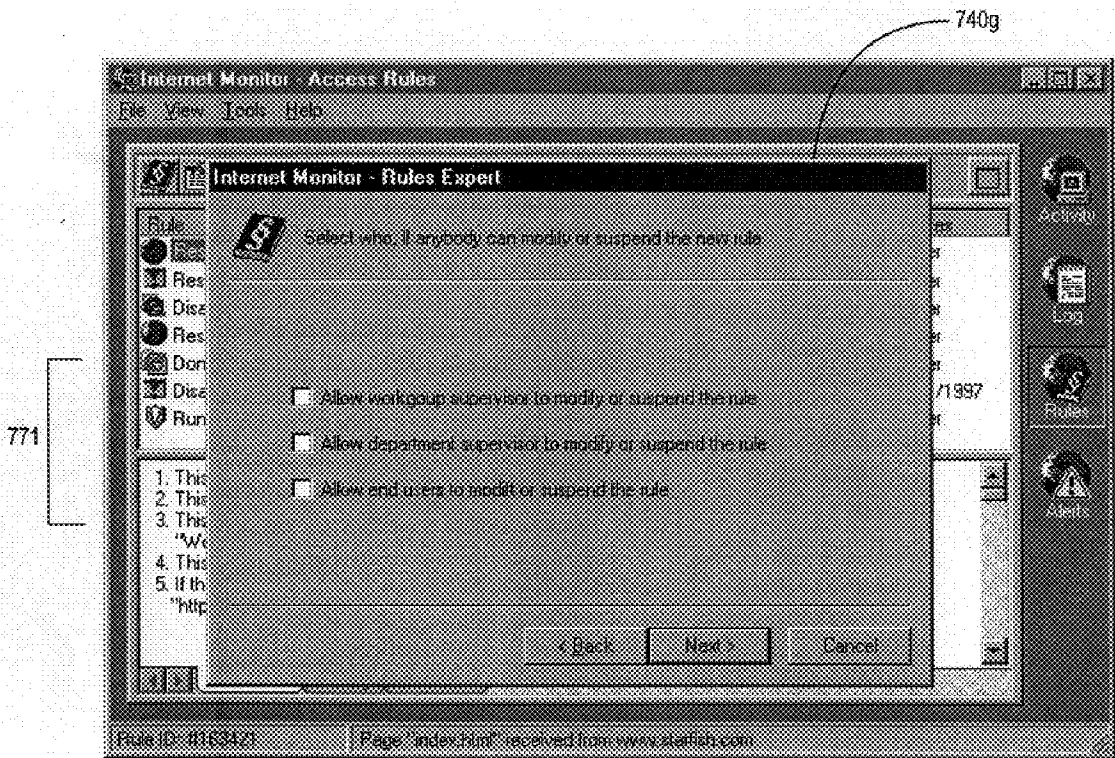 740g
Internet Monitor - Access Rules
File View Tools Help
Internet Monitor - Rules Expert
Select who, if anybody can modify or suspend the new rule
Rule
Res
Disa
Res
Don
Disa
/1997
Run
Allow workgoup supervisor to modify or suspend the rule
Allow department supervisor to modify or suspend the rule
Allow end users to modift or suspend the rule
1. This
2. This
3. This
"We
4. This
5. If th
"http
< Back
Next >
Cancel
Activity
Log
Rules
Alerts
771
Rule ID: #163421
Page "index.html" received from www.starfish.com